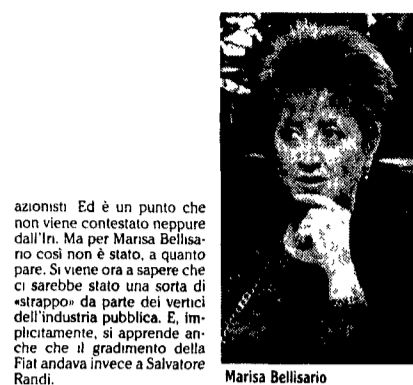 azionisti Ed è un punto che
non viene contestato neppure
dall'Iri. Ma per Marisa Bellisa-
rio così non è stato, a quanto
pare. Si viene ora a sapere che
ci sarebbe stato una sorta di
«strappo» da parte dei vertici
dell'industria pubblica. E, im-
plicitamente, si apprende an-
che che il gradimento della
Fiat andava invece a Salvatore
Randi.
Marisa Bellisario